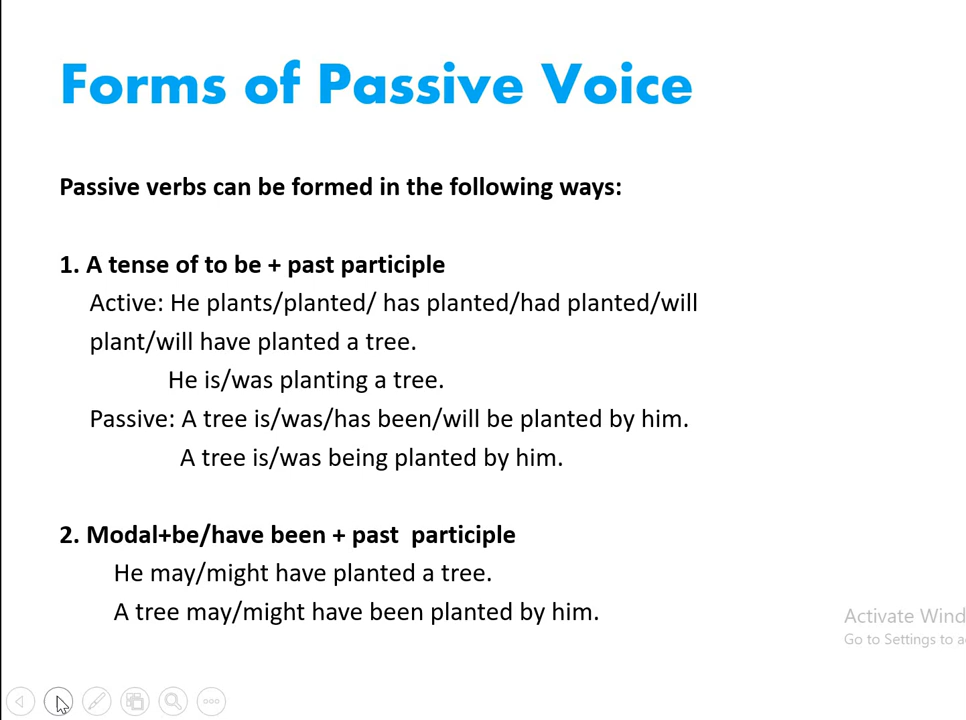 Forms of Passive Voice
Passive verbs can be formed in the following ways:
1. A tense of to be + past participle
Active: He plants/planted/ has planted/had planted/will
plant/will have planted a tree.
He is/was planting a tree.
Passive: A tree is/was/has been/will be planted by him.
A tree is/was being planted by him.
2. Modal+be/have been + past  participle
He may/might have planted a tree.
A tree may/might have been planted by him.
Activate Wind
Go to Settings to a